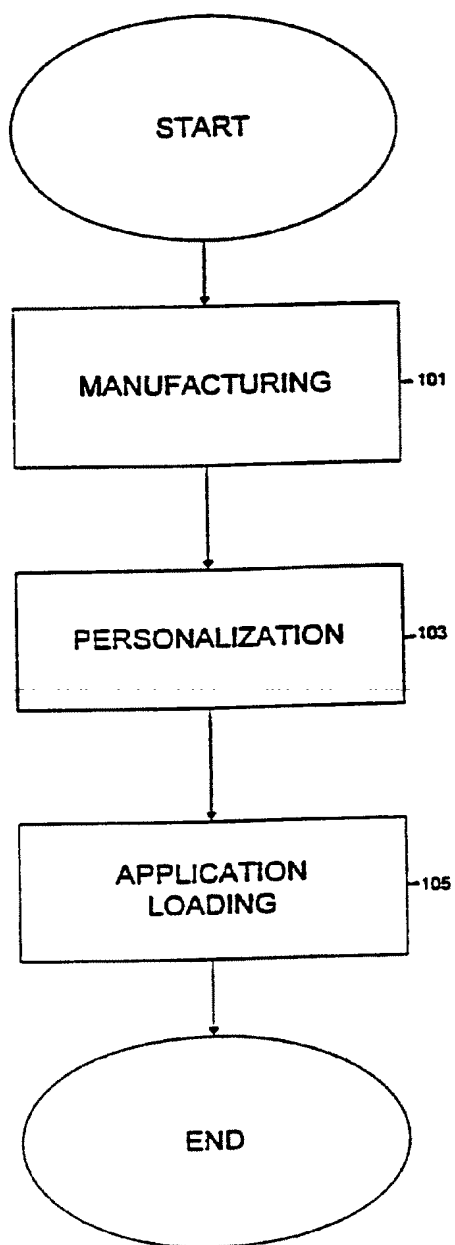 START
MANUFACTURING
101
PERSONALIZATION
103
APPLICATION
LOADING
105
END